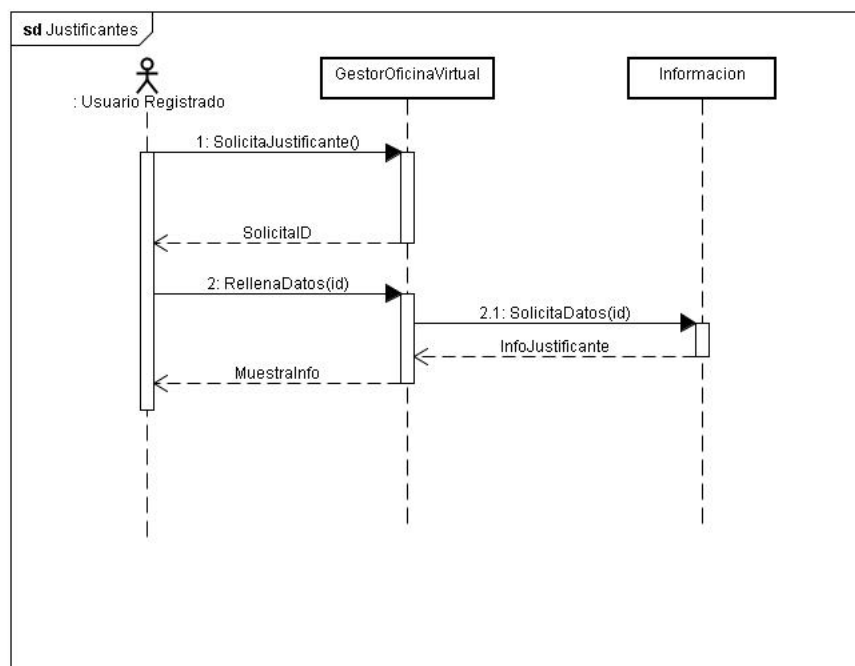 sd Justificantes
: Usuario Registrado
GestorOficinaVirtual
Informacion
1: SolicitaJustificante()
SolicitaID
2: RellenaDatos(id)
2.1: SolicitaDatos(id)
InfoJustificante
MuestraInfo